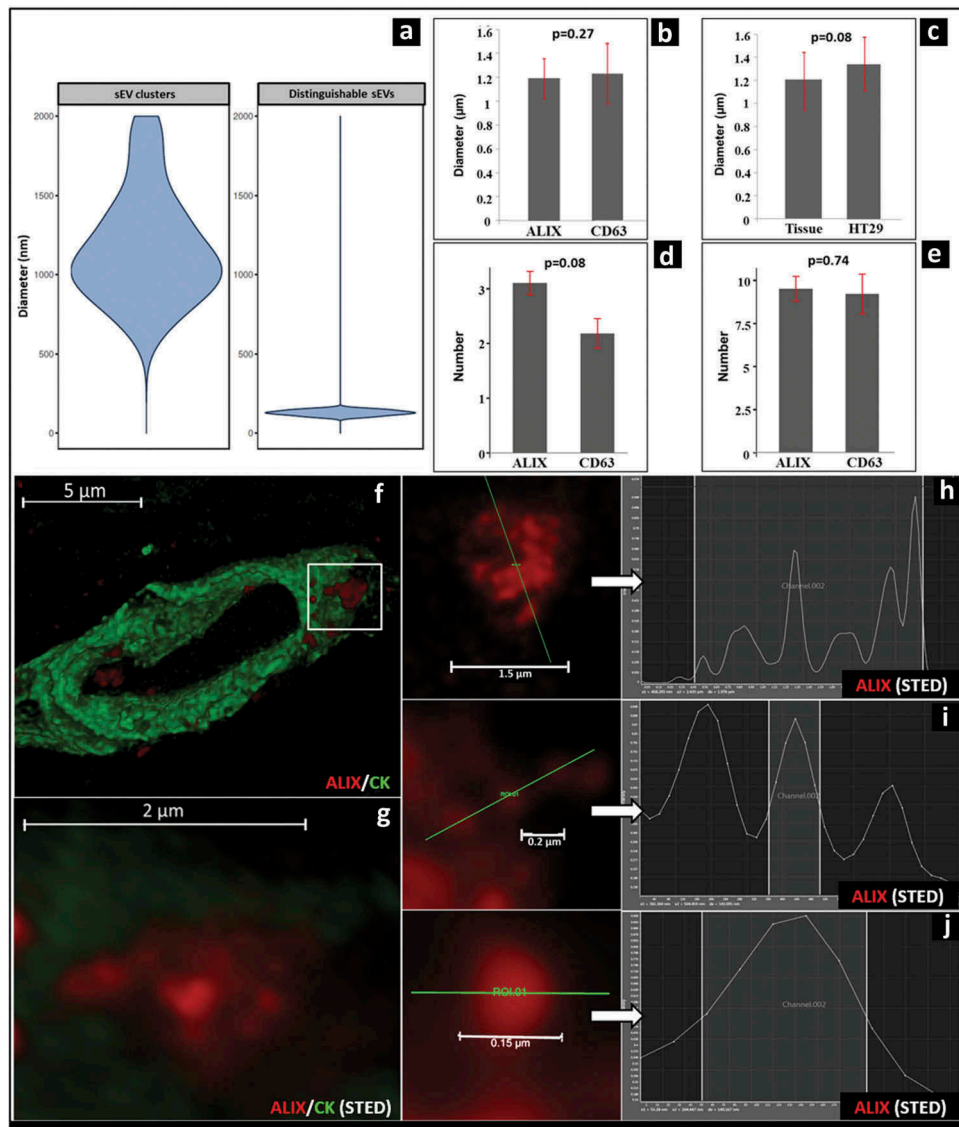 a
sEV clusters
Distinguishable sEVs
Diameter (nm)
2000
1500
1000
500
0
2000
1500
1000
500
0
b
p=0.27
Diameter (µm)
1.6
1.4
1.2
1
0.8
0.6
0.4
0.2
0
ALIX CD63
c
p=0.08
Diameter (µm)
1.6
1.4
1.2
1
0.8
0.6
0.4
0.2
0
Tissue HT29
d
p=0.08
Number
3
2
1
0
ALIX CD63
e
p=0.74
Number
10
7.5
5
2.5
0
ALIX CD63
f
5 µm
ALIX/CK
g
2 µm
ALIX/CK (STED)
h
1.5 µm
Channel.002
ALIX (STED)
i
ROI.01
0.2 µm
Channel.002
ALIX (STED)
j
ROI.01
0.15 µm
Channel.002
ALIX (STED)